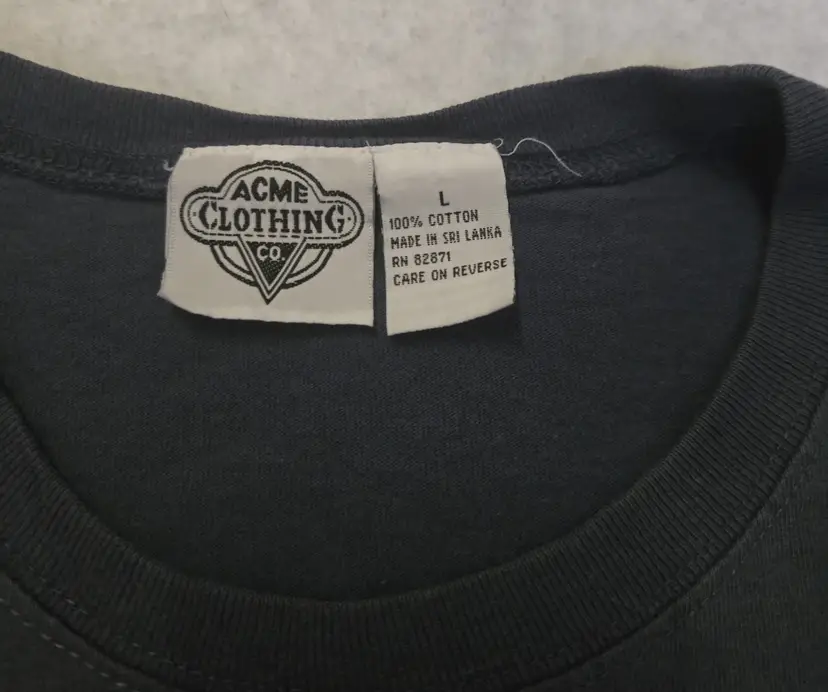 ACME
CLOTHING
CO.
L
100% COTTON
MADE IN SRI LANKA
RN 82871
CARE ON REVERSE